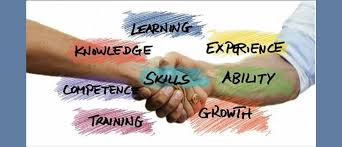 LEARNING
KNOWLEDGE
EXPERIENCE
SKILLS
ABILITY
COMPETENCE
TRAINING
GROWTH